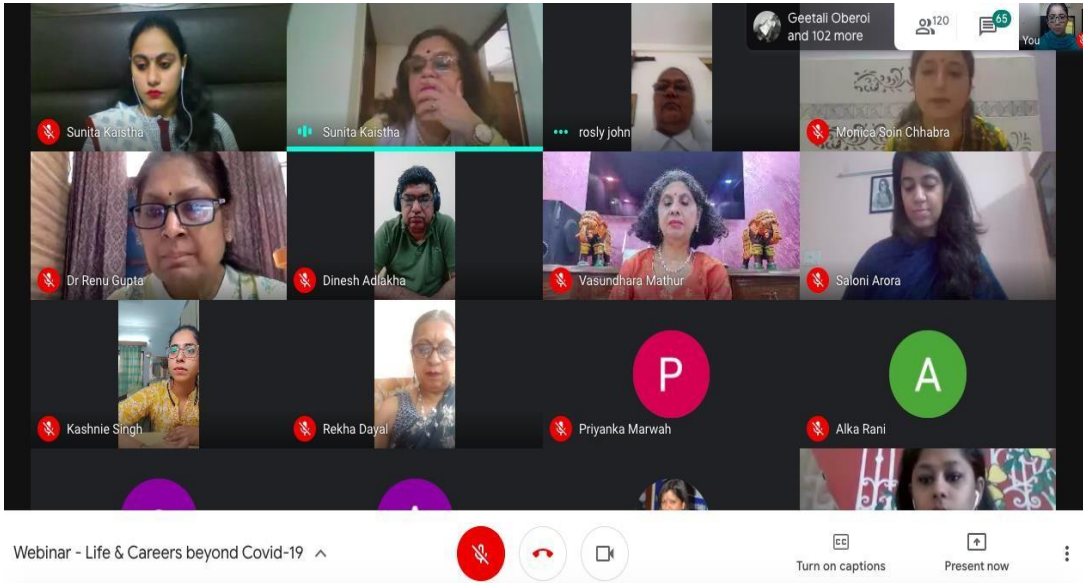 Geetali Oberoi
and 102 more
120
65
You
Sunita Kaistha
Sunita Kaistha
rosly john
Monica Soin Chhabra
Dr Renu Gupta
Dinesh Adlakha
Vasundhara Mathur
Saloni Arora
Kashnie Singh
Rekha Dayal
P
Priyanka Marwah
A
Alka Rani
Webinar - Life & Careers beyond Covid-19
CC
Turn on captions
Present now